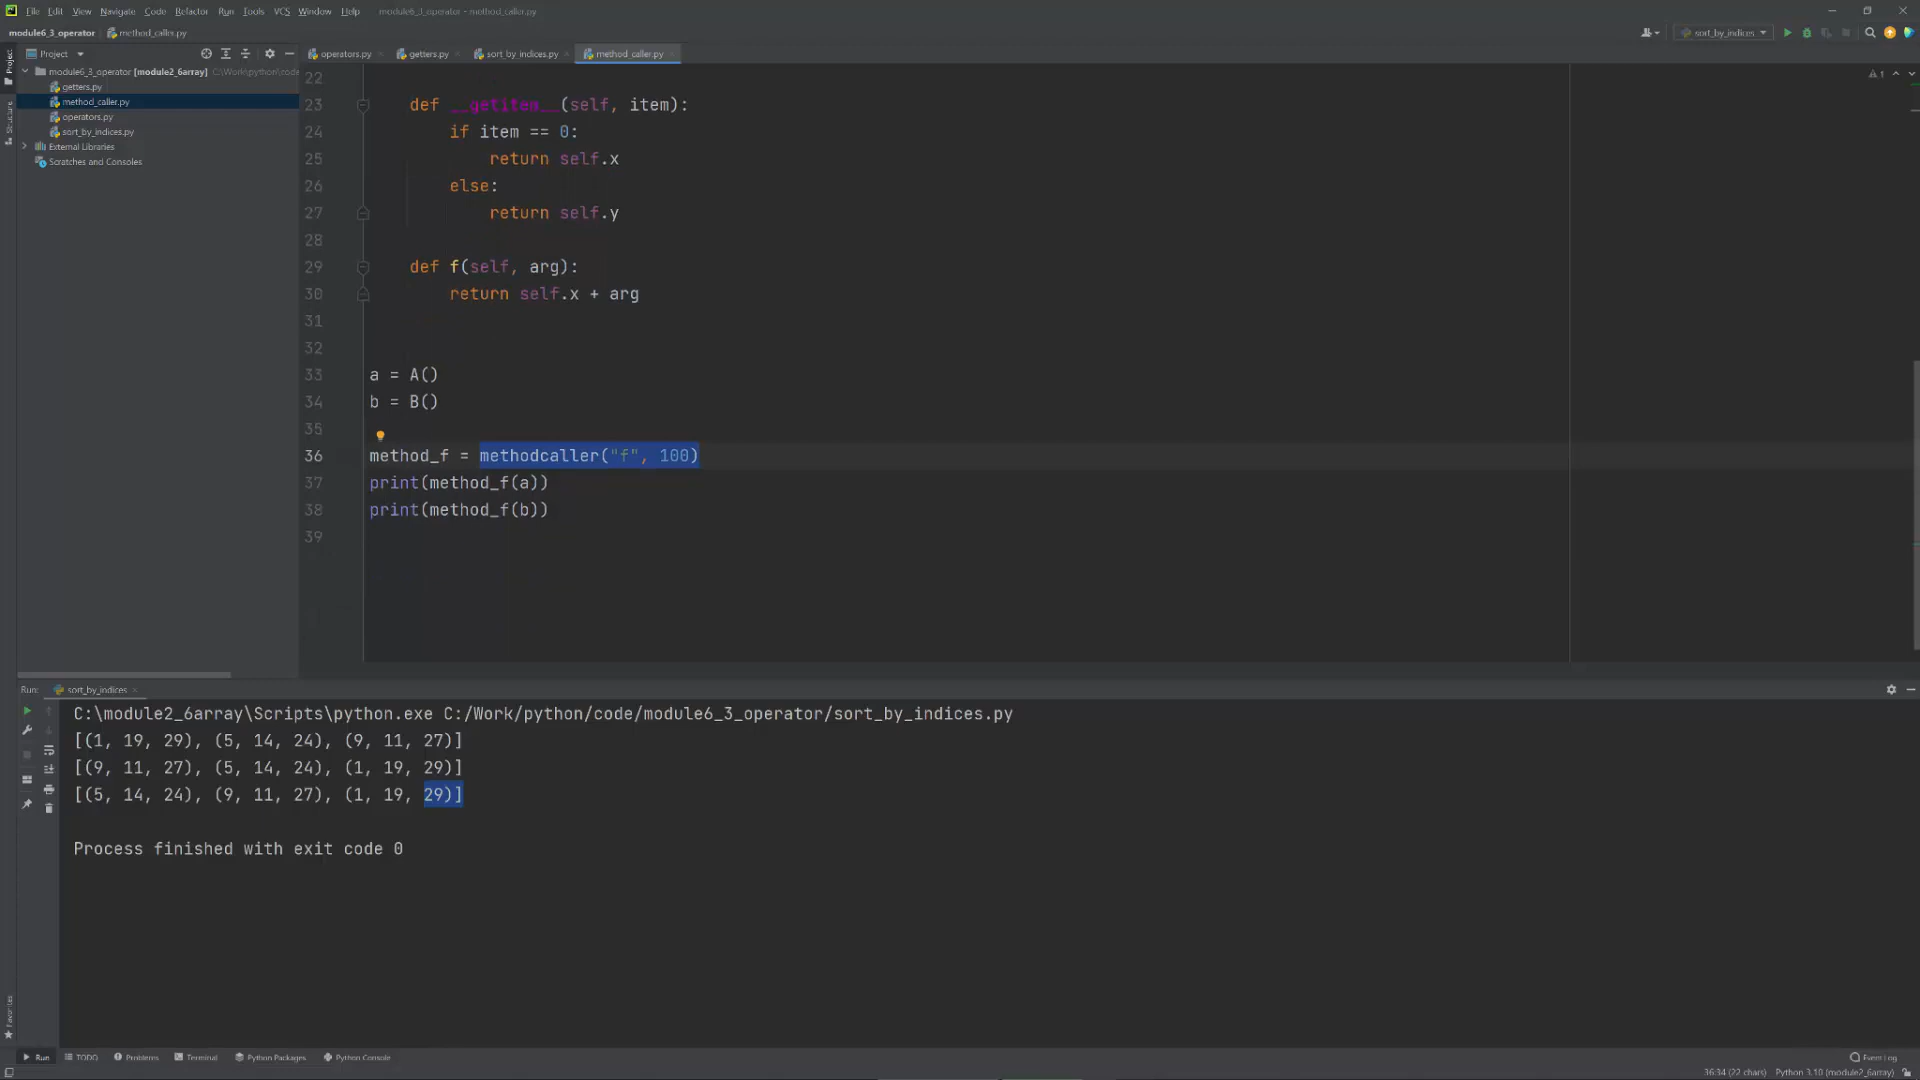 File Edit View Navigate Code Refactor Run Tools VCS Window Help module6_3_operator - method_caller.py
module6_3_operator method_caller.py sort_by_indices
Project operators.py getters.py sort_by_indices.py method_caller.py
Project
Structure
module6_3_operator [module2_6array] C:\Work\python\code
getters.py
method_caller.py
operators.py
sort_by_indices.py
External Libraries
Scratches and Consoles
1
22
23 def __getitem__(self, item):
24 if item == 0:
25 return self.x
26 else:
27 return self.y
28
29 def f(self, arg):
30 return self.x + arg
31
32
33 a = A()
34 b = B()
35
36 method_f = methodcaller("f", 100)
37 print(method_f(a))
38 print(method_f(b))
39
Run: sort_by_indices
C:\module2_6array\Scripts\python.exe C:/Work/python/code/module6_3_operator/sort_by_indices.py
[(1, 19, 29), (5, 14, 24), (9, 11, 27)]
[(9, 11, 27), (5, 14, 24), (1, 19, 29)]
[(5, 14, 24), (9, 11, 27), (1, 19, 29)]
Process finished with exit code 0
Favorites
Run TODO Problems Terminal Python Packages Python Console Event Log
36:34 (22 chars) Python 3.10 (module2_6array)